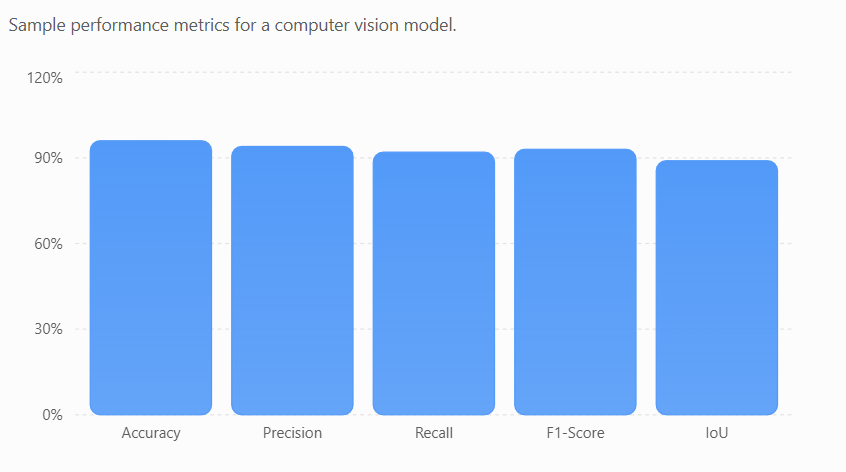 Sample performance metrics for a computer vision model.
120%
90%
60%
30%
0%
Accuracy Precision Recall F1-Score IoU